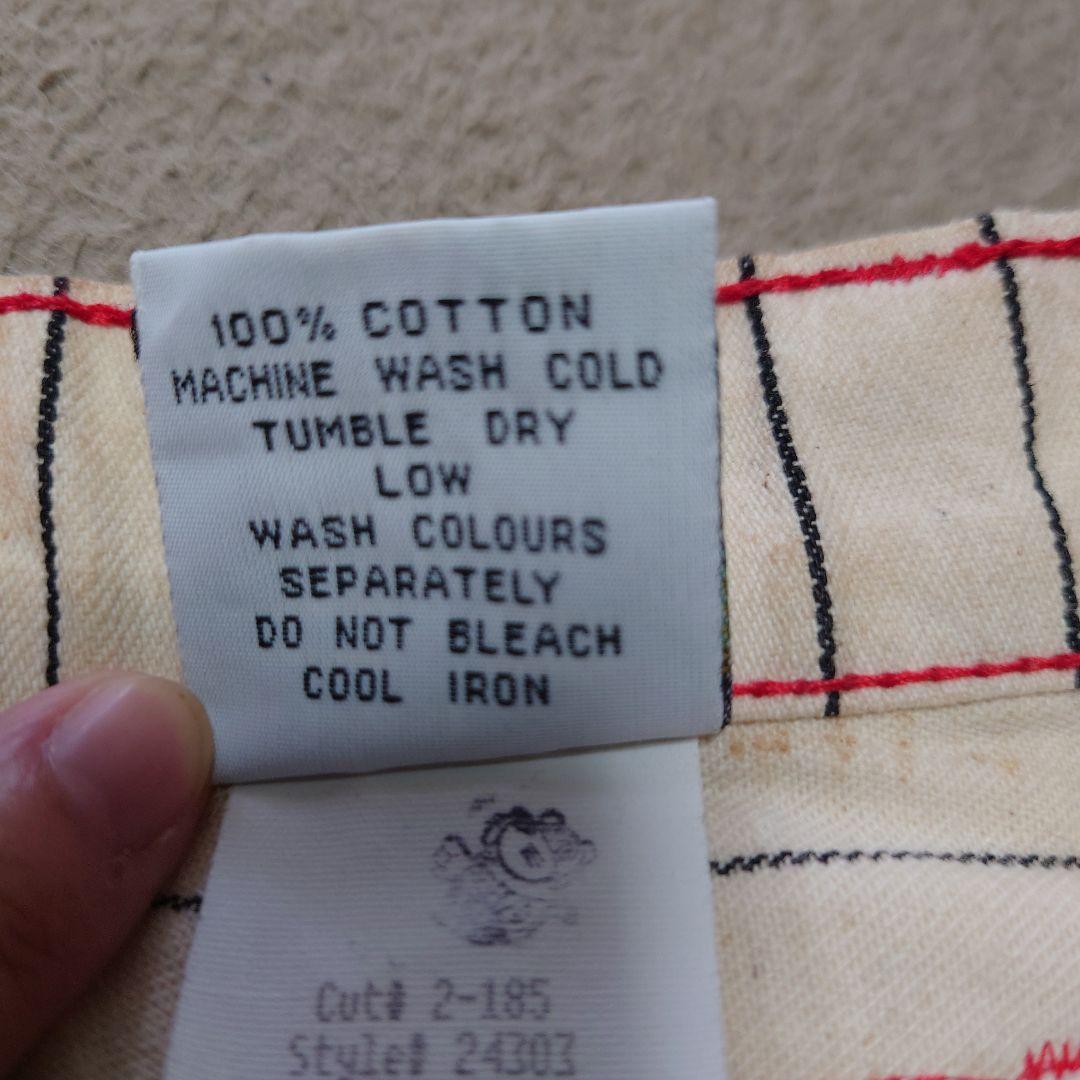 100% COTTON
MACHINE WASH COLD
TUMBLE DRY
LOW
WASH COLOURS
SEPARATELY
DO NOT BLEACH
COOL IRON
Cut# 2-185
Style# 24303